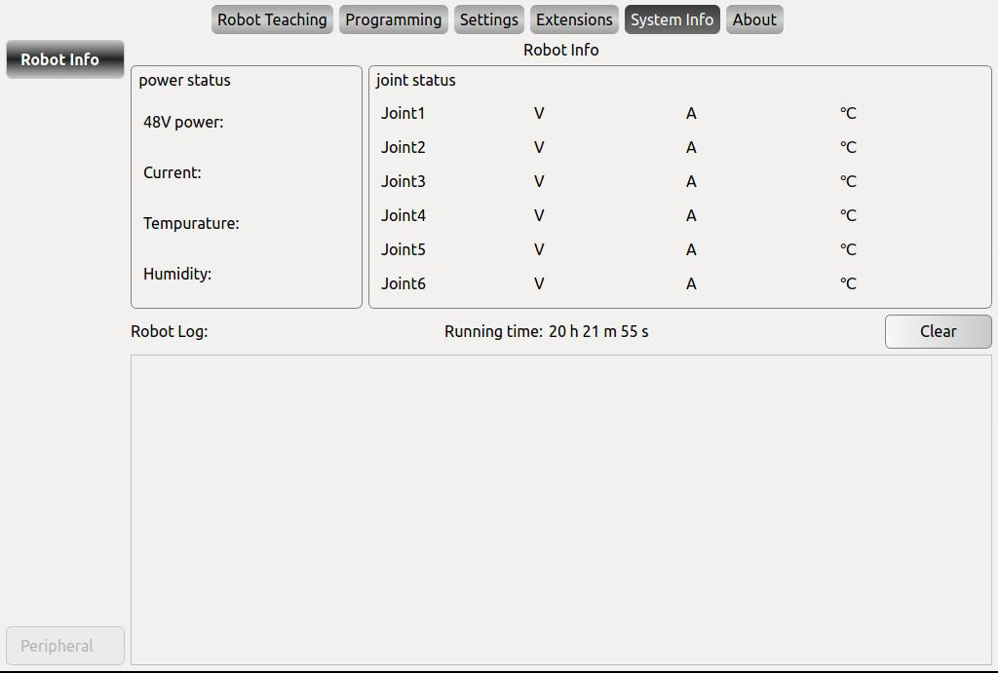 Robot Teaching Programming Settings Extensions System Info About
Robot Info
Robot Info
power status
48V power:
Current:
Tempurature:
Humidity:
joint status
Joint1 V A ℃
Joint2 V A ℃
Joint3 V A ℃
Joint4 V A ℃
Joint5 V A ℃
Joint6 V A ℃
Robot Log: Running time: 20 h 21 m 55 s Clear
Peripheral